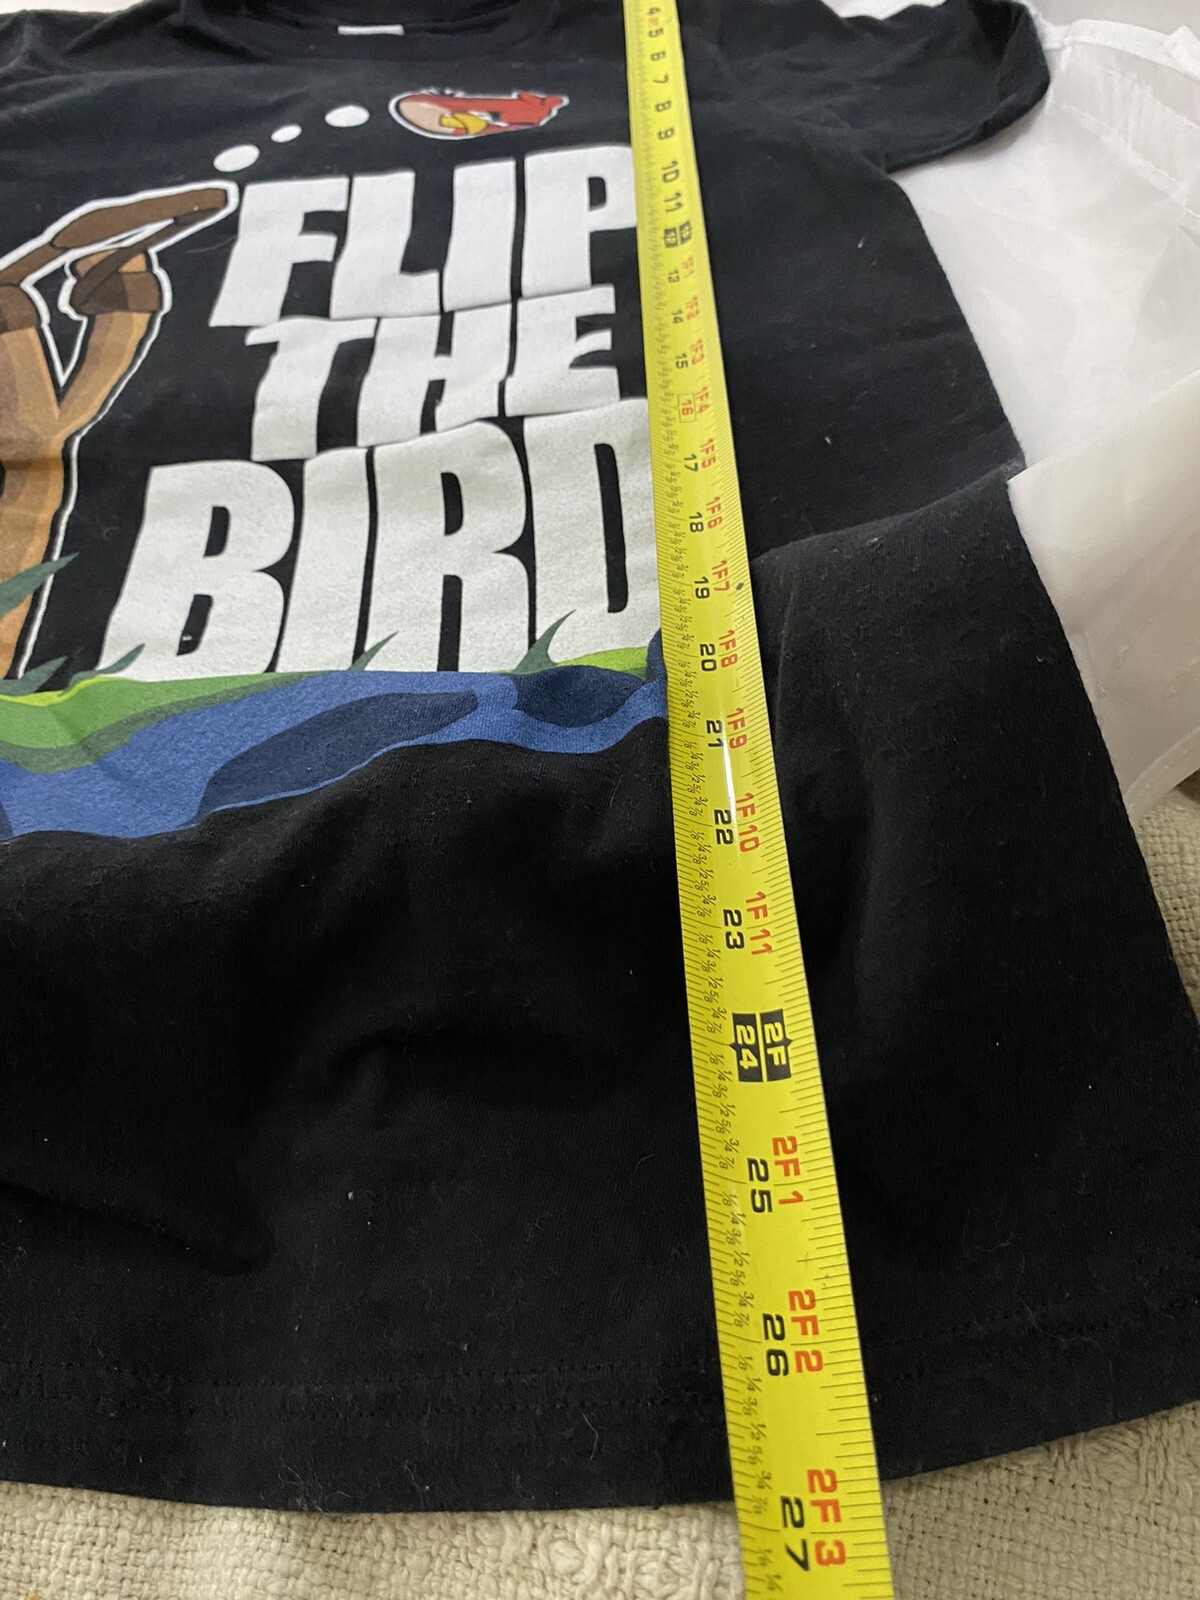 FLIP
THE
BIRD
4
5
6
7
8
9
10
11
12
13 1F1
14 1F2
15 1F3
16 1F4
17 1F5
18 1F6
19 1F7
20 1F8
21 1F9
22 1F10
23 1F11
24 2F
25 2F1
26 2F2
27 2F3